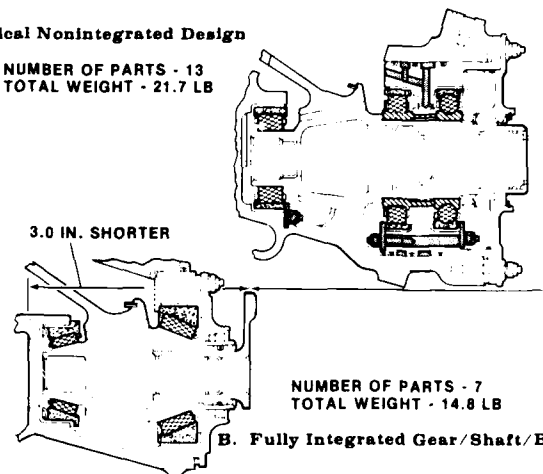 ical Nonintegrated Design
NUMBER OF PARTS - 13
TOTAL WEIGHT - 21.7 LB
3.0 IN. SHORTER
NUMBER OF PARTS - 7
TOTAL WEIGHT - 14.8 LB
B. Fully Integrated Gear/Shaft/B